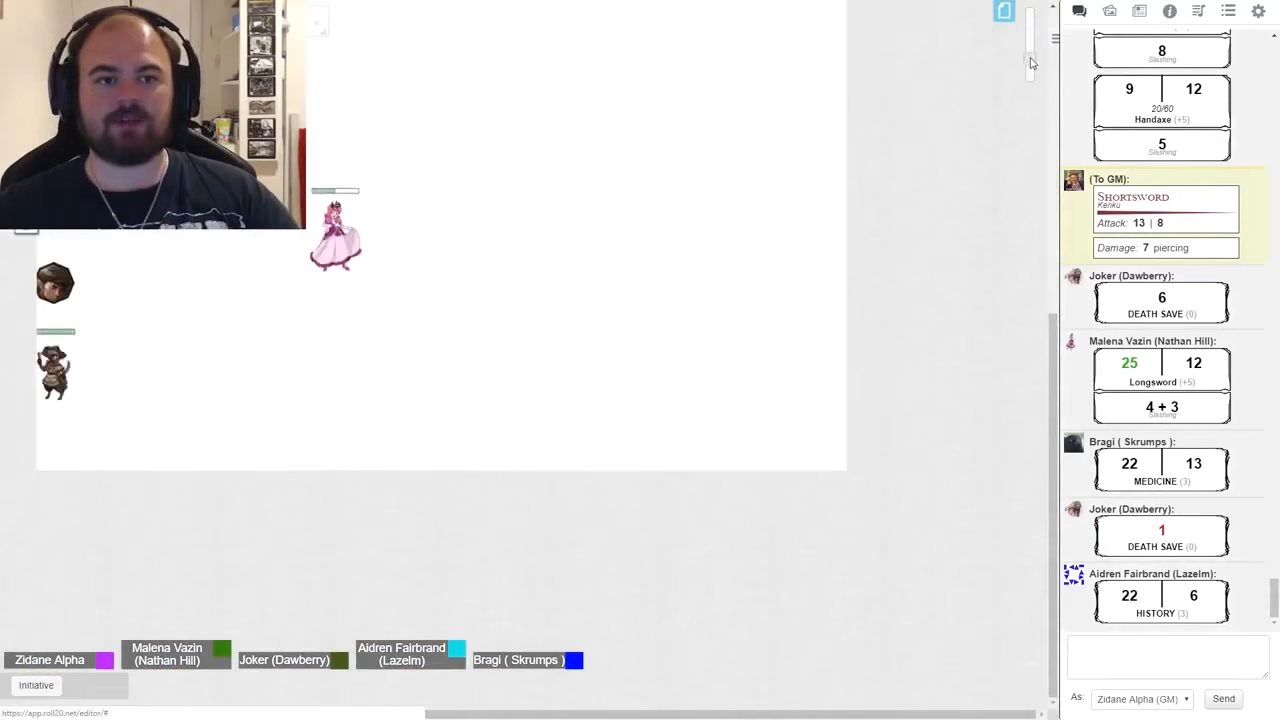 8
Slashing
9 12
20/60
Handaxe (+5)
5
Slashing
(To GM):
SHORTSWORD
Kenku
Attack: 13 | 8
Damage: 7 piercing
Joker (Dawberry):
6
DEATH SAVE (0)
Malena Vazin (Nathan Hill):
25 12
Longsword (+5)
4 + 3
Slashing
Bragi ( Skrumps ):
22 13
MEDICINE (3)
Joker (Dawberry):
1
DEATH SAVE (0)
Aidren Fairbrand (Lazelm):
22 6
HISTORY (3)
As: Zidane Alpha (GM) Send
Zidane Alpha
Malena Vazin
(Nathan Hill)
Joker (Dawberry)
Aidren Fairbrand
(Lazelm)
Bragi ( Skrumps )
Initiative
https://app.roll20.net/editor/#